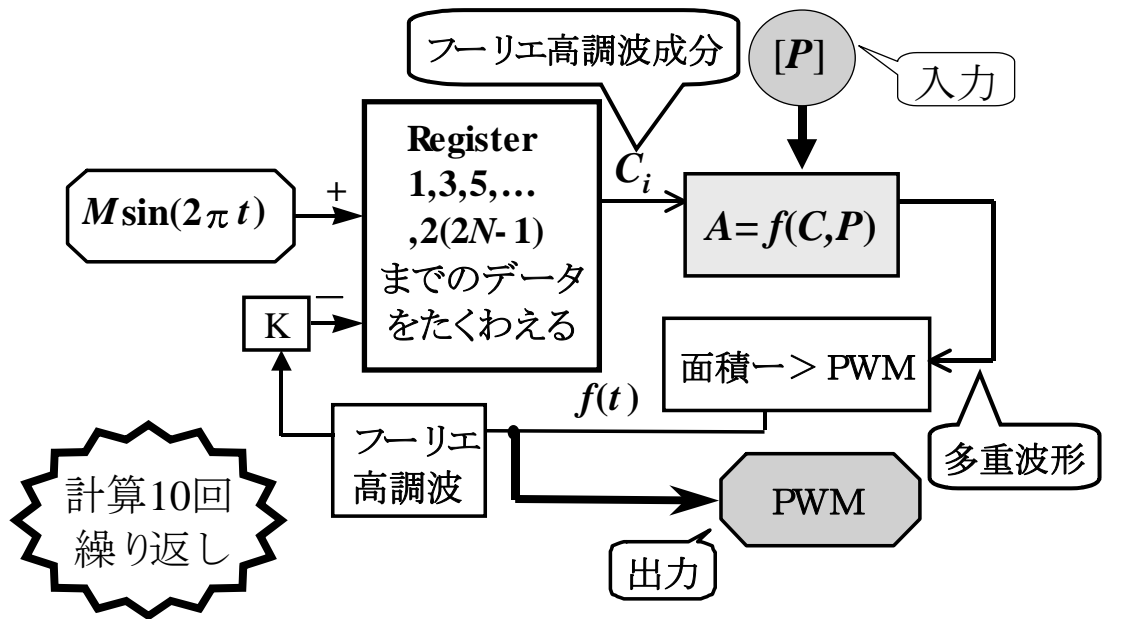 フーリエ高調波成分
[P]
入力
Register
1,3,5,…
,2(2N-1)
までのデータ
をたくわえる
Msin(2πt)
+
−
K
C_i
A=f(C,P)
面積ー＞PWM
f(t)
フーリエ
高調波
多重波形
PWM
出力
計算10回
繰り返し